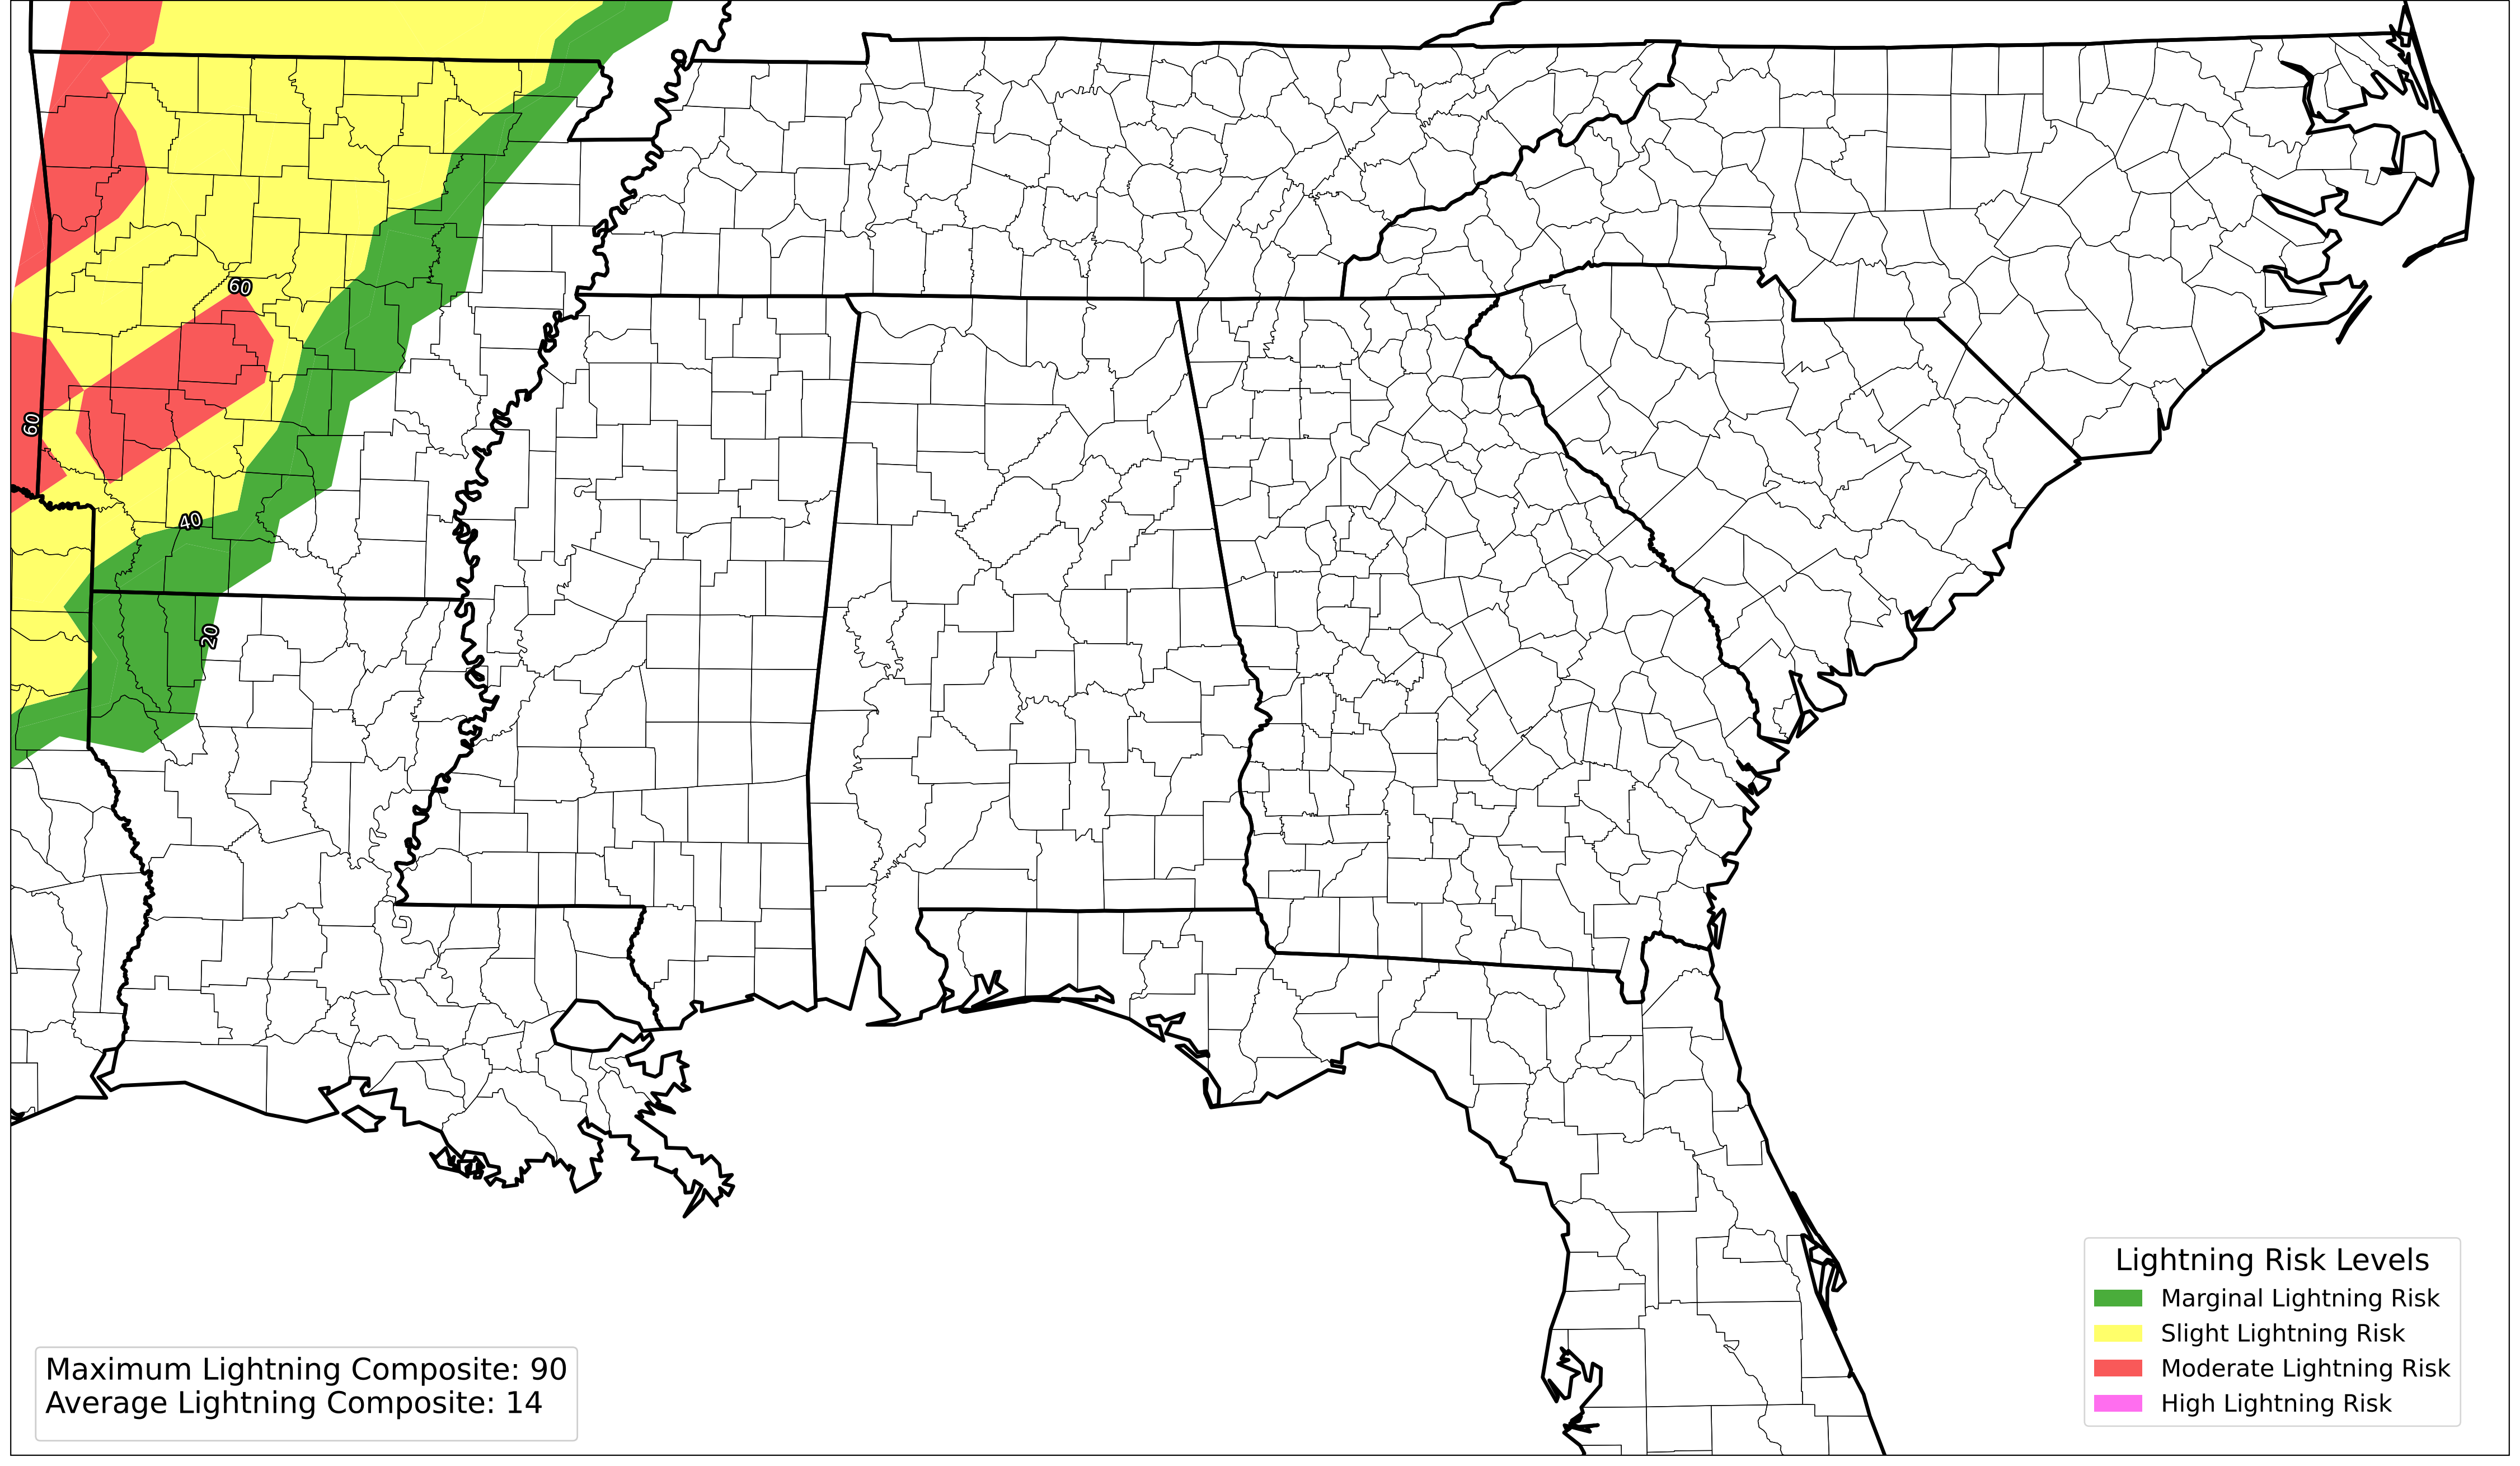 60
60
40
20
Lightning Risk Levels
Marginal Lightning Risk
Slight Lightning Risk
Moderate Lightning Risk
High Lightning Risk
Maximum Lightning Composite: 90
Average Lightning Composite: 14